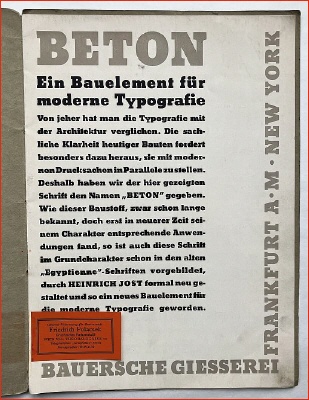 BETON
Ein Bauelement für
moderne Typografie
Von jeher hat man die Typografie mit
der Architektur verglichen. Die sach-
liche Klarheit heutiger Bauten fordert
besonders dazu heraus, sie mit moder-
nen Drucksachen in Parallele zu stellen.
Deshalb haben wir der hier gezeigten
Schrift den Namen „BETON" gegeben.
Wie dieser Baustoff, zwar schon lange
bekannt, doch erst in neuerer Zeit sei-
nem Charakter entsprechende Anwen-
dungen fand, so ist auch diese Schrift
im Grundcharakter schon in den alten
„Egyptienne"-Schriften vorgebildet,
durch HEINRICH JOST formal neu ge-
staltet und so ein neues Bauelement für
die moderne Typografie geworden.
BAUERSCHE GIESSEREI
FRANKFURT A·M·NEW YORK